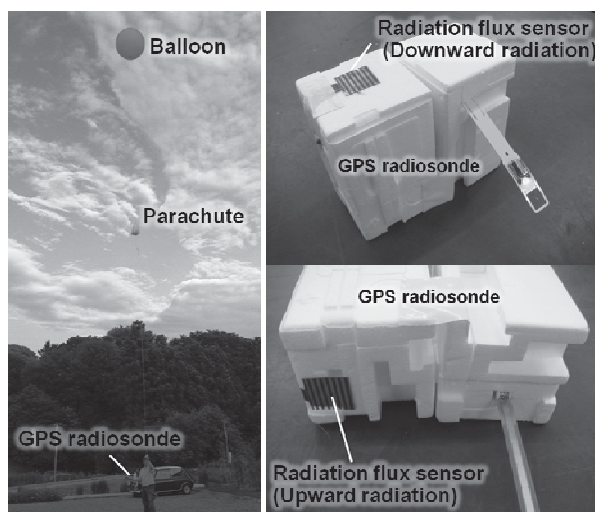 Balloon
Parachute
GPS radiosonde
Radiation flux sensor
(Downward radiation)
GPS radiosonde
GPS radiosonde
Radiation flux sensor
(Upward radiation)